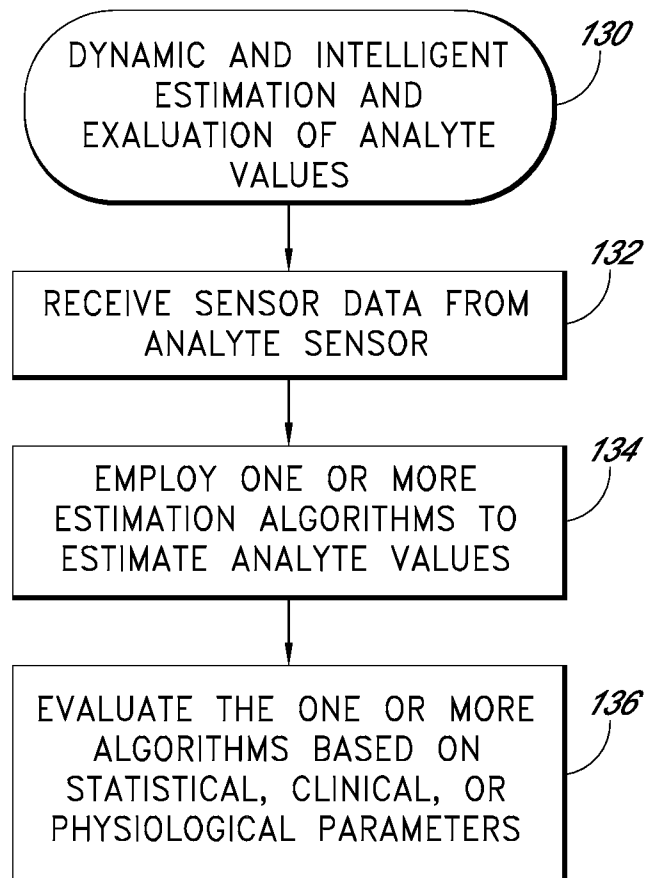 DYNAMIC AND INTELLIGENT
ESTIMATION AND
EXALUATION OF ANALYTE
VALUES
130
RECEIVE SENSOR DATA FROM
ANALYTE SENSOR
132
EMPLOY ONE OR MORE
ESTIMATION ALGORITHMS TO
ESTIMATE ANALYTE VALUES
134
EVALUATE THE ONE OR MORE
ALGORITHMS BASED ON
STATISTICAL, CLINICAL, OR
PHYSIOLOGICAL PARAMETERS
136